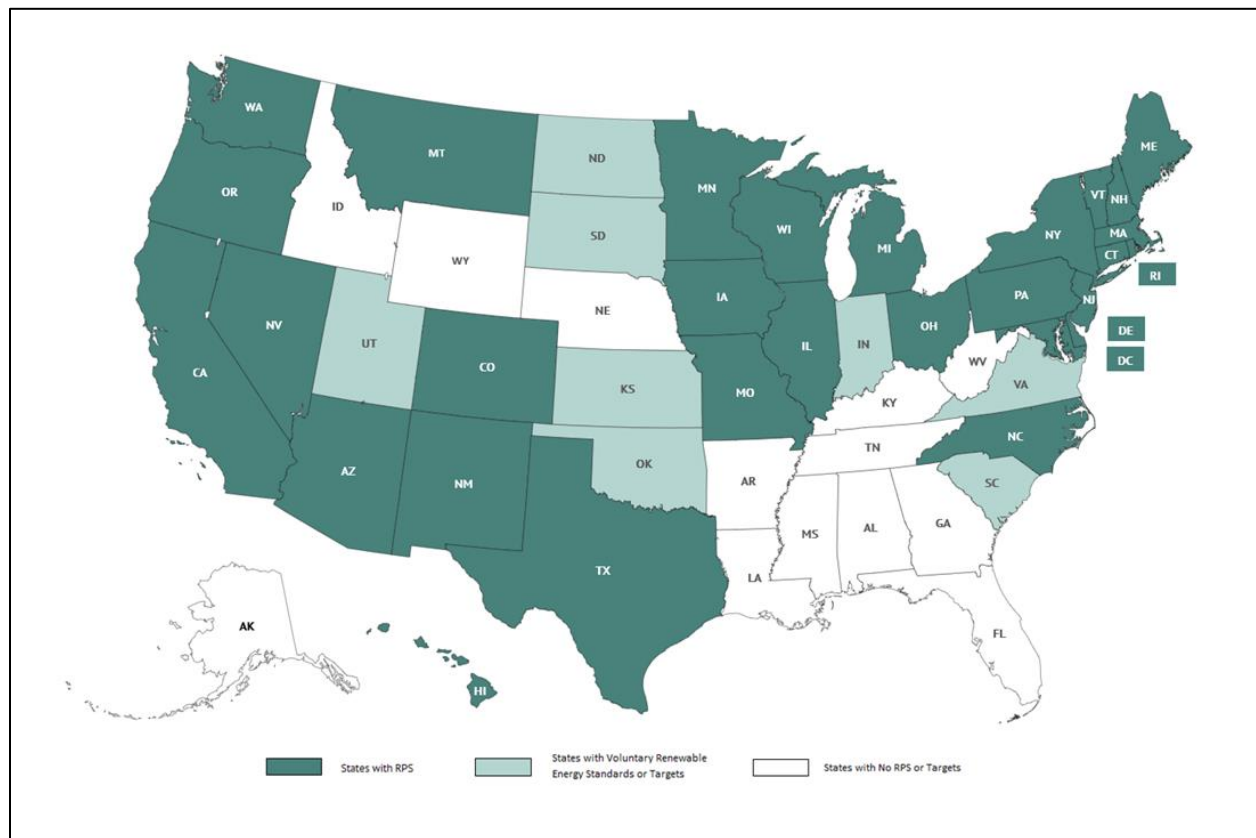 WA
MT
ND
MN
ME
OR
ID
SD
WI
VT
NH
MI
NY
MA
WY
CT
RI
IA
PA
NE
NJ
NV
OH
DE
UT
IL
IN
DC
CO
WV
CA
KS
MO
VA
KY
NC
TN
AZ
OK
NM
AR
SC
MS
AL
GA
TX
LA
AK
FL
HI
States with RPS
States with Voluntary Renewable
Energy Standards or Targets
States with No RPS or Targets